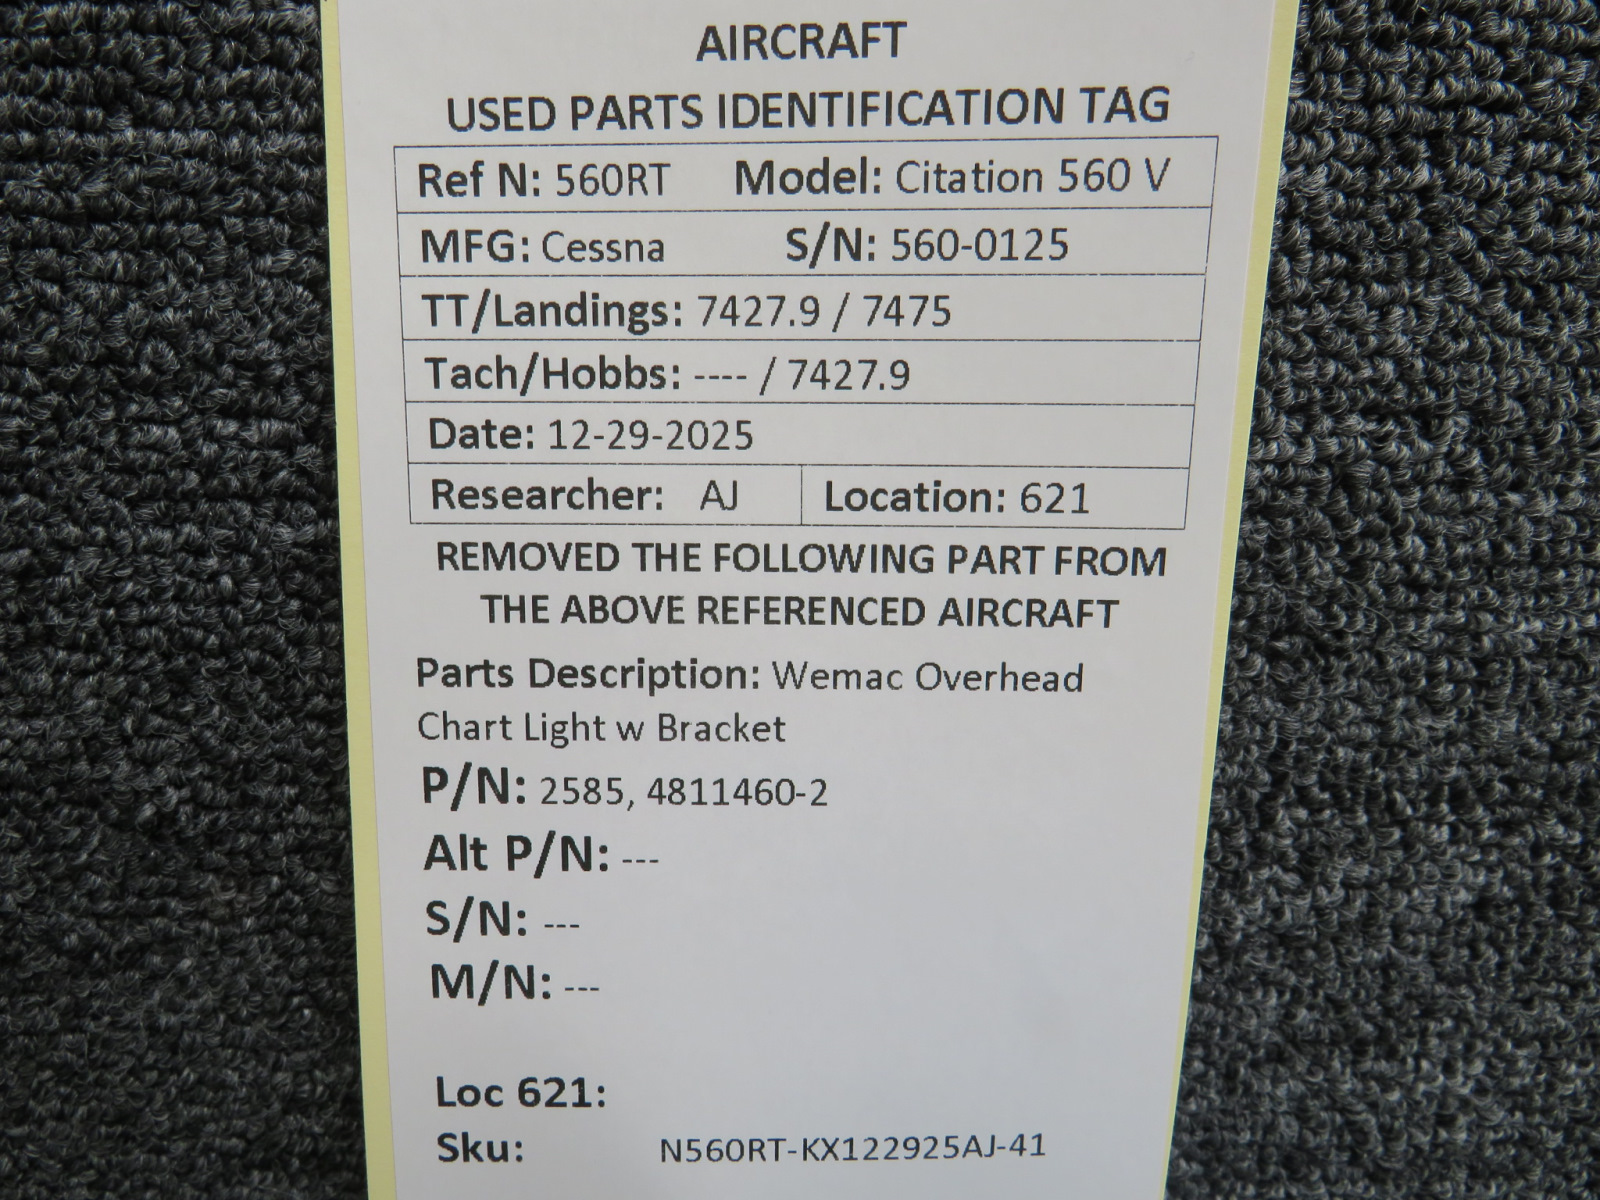 AIRCRAFT
USED PARTS IDENTIFICATION TAG
Ref N: 560RT Model: Citation 560 V
MFG: Cessna S/N: 560-0125
TT/Landings: 7427.9 / 7475
Tach/Hobbs: ---- / 7427.9
Date: 12-29-2025
Researcher: AJ Location: 621
REMOVED THE FOLLOWING PART FROM
THE ABOVE REFERENCED AIRCRAFT
Parts Description: Wemac Overhead
Chart Light w Bracket
P/N: 2585, 4811460-2
Alt P/N: ---
S/N: ---
M/N: ---
Loc 621:
Sku: N560RT-KX122925AJ-41